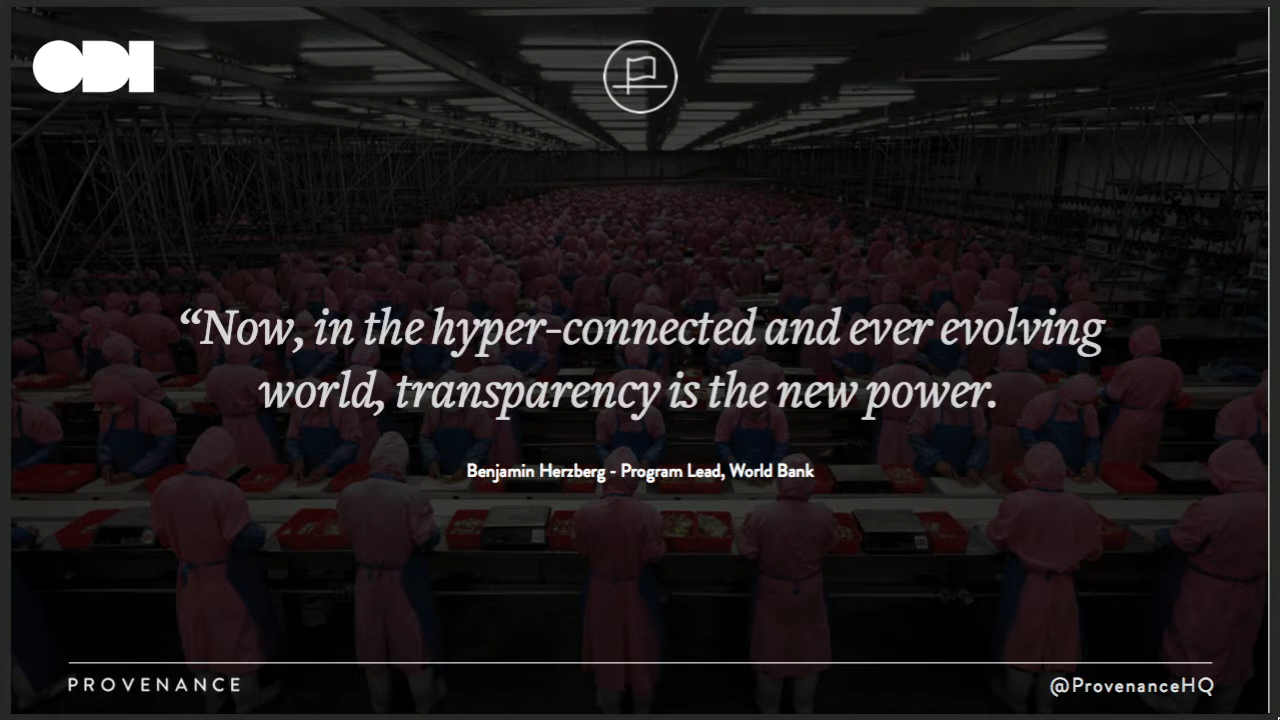 ODI
“Now, in the hyper-connected and ever evolving
world, transparency is the new power.
Benjamin Herzberg - Program Lead, World Bank
PROVENANCE
@ProvenanceHQ